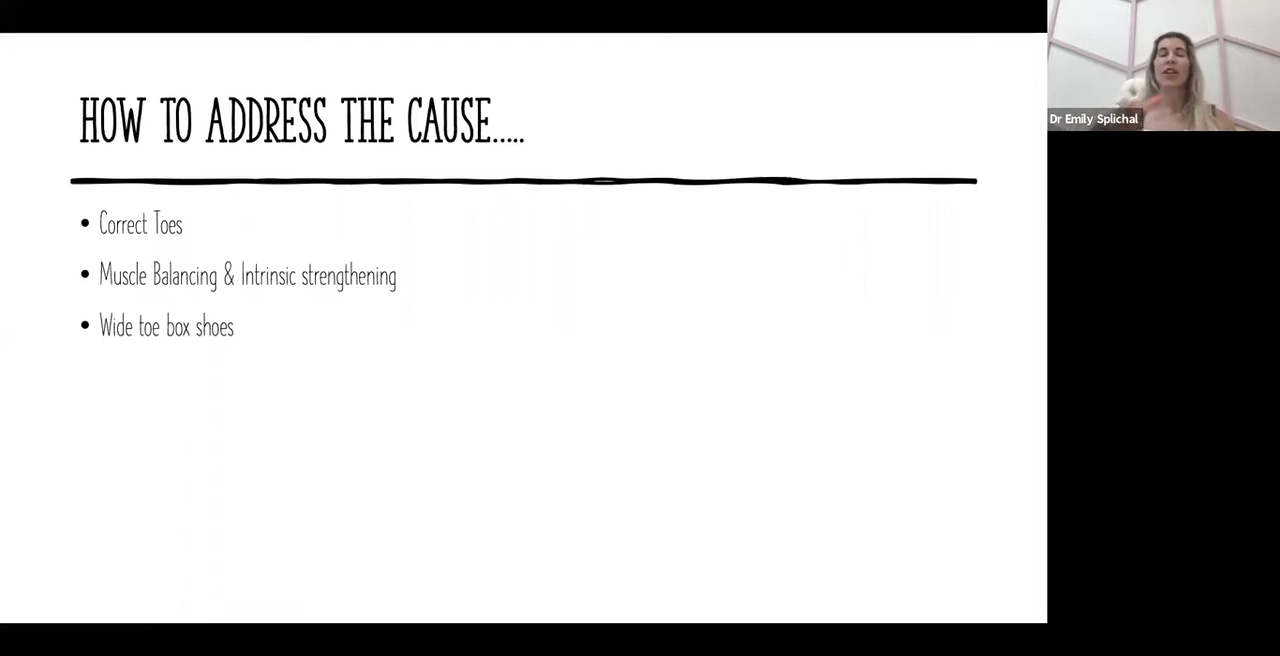 HOW TO ADDRESS THE CAUSE.....
• Correct Toes
• Muscle Balancing & Intrinsic strengthening
• Wide toe box shoes
Dr Emily Splichal